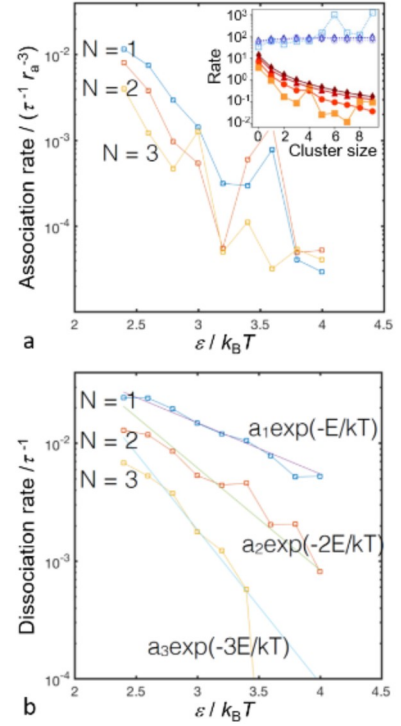 a
Association rate / (τ⁻¹ rₐ⁻³)
10⁻²
10⁻³
10⁻⁴
N = 1
N = 2
N = 3
2
2.5
3
3.5
4
4.5
ε / k_BT
Rate
10³
10²
10¹
10⁰
10⁻¹
10⁻²
0 2 4 6 8
Cluster size
b
Dissociation rate / τ⁻¹
10⁻²
10⁻³
10⁻⁴
N = 1
N = 2
N = 3
a₁exp(-E/kT)
a₂exp(-2E/kT)
a₃exp(-3E/kT)
2
2.5
3
3.5
4
4.5
ε / k_BT